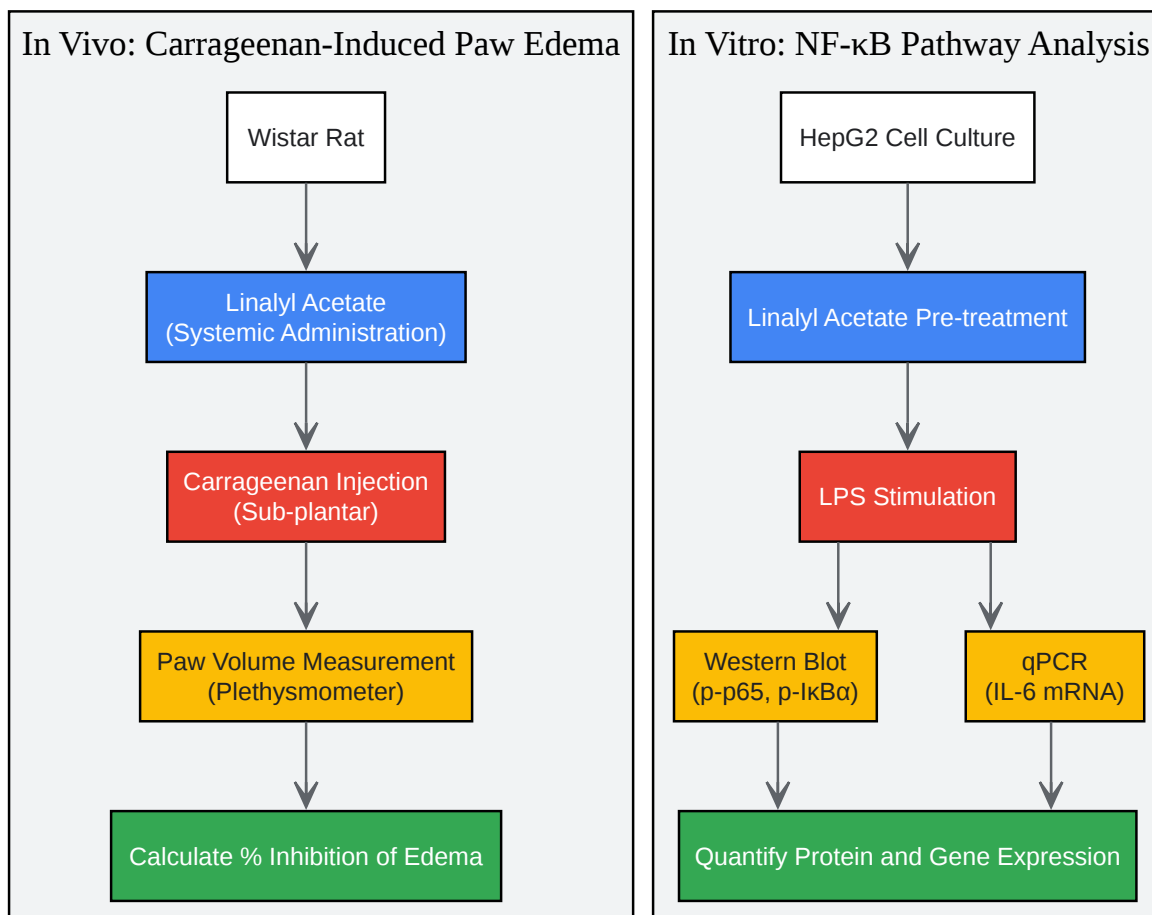 In Vivo: Carrageenan-Induced Paw Edema
Wistar Rat
Linalyl Acetate
(Systemic Administration)
Carrageenan Injection
(Sub-plantar)
Paw Volume Measurement
(Plethysmometer)
Calculate % Inhibition of Edema
In Vitro: NF-κB Pathway Analysis
HepG2 Cell Culture
Linalyl Acetate Pre-treatment
LPS Stimulation
Western Blot
(p-p65, p-IκBα)
qPCR
(IL-6 mRNA)
Quantify Protein and Gene Expression